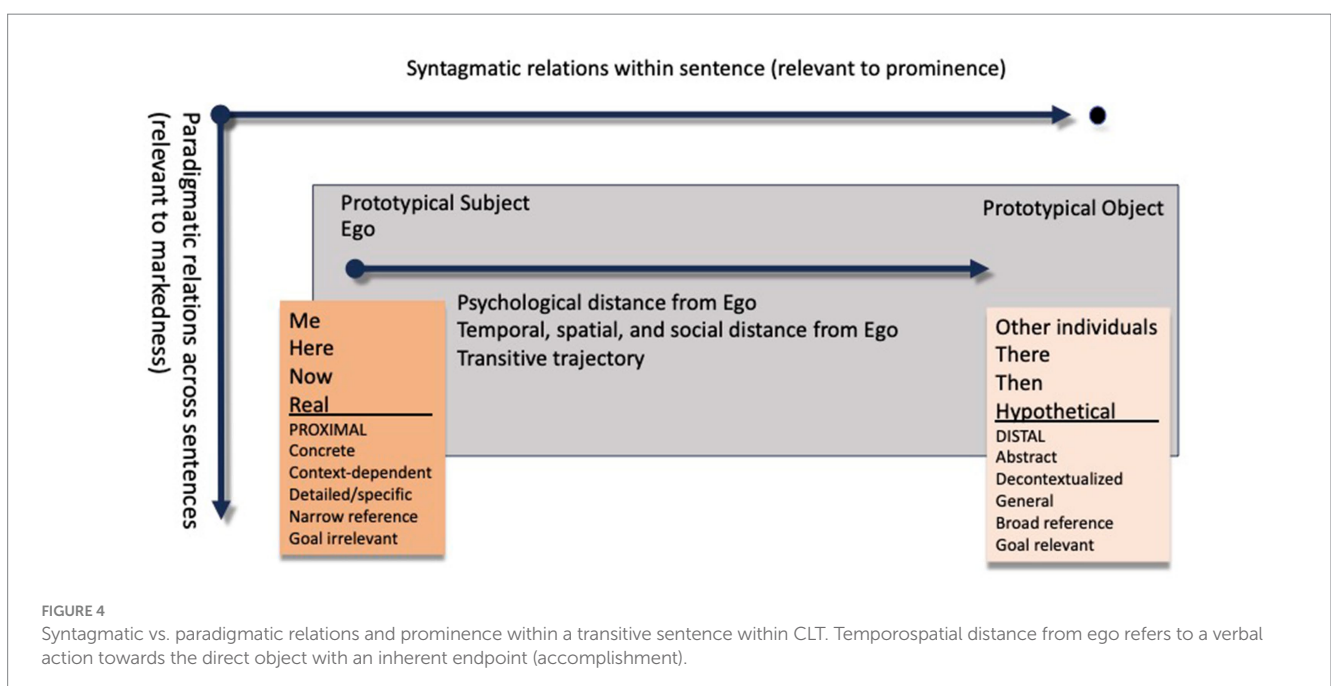 Syntagmatic relations within sentence (relevant to prominence)
Paradigmatic relations across sentences
(relevant to markedness)
Prototypical Subject
Ego
Prototypical Object
Psychological distance from Ego
Temporal, spatial, and social distance from Ego
Transitive trajectory
Me
Here
Now
Real
PROXIMAL
Concrete
Context-dependent
Detailed/specific
Narrow reference
Goal irrelevant
Other individuals
There
Then
Hypothetical
DISTAL
Abstract
Decontextualized
General
Broad reference
Goal relevant
FIGURE 4
Syntagmatic vs. paradigmatic relations and prominence within a transitive sentence within CLT. Temporospatial distance from ego refers to a verbal
action towards the direct object with an inherent endpoint (accomplishment).